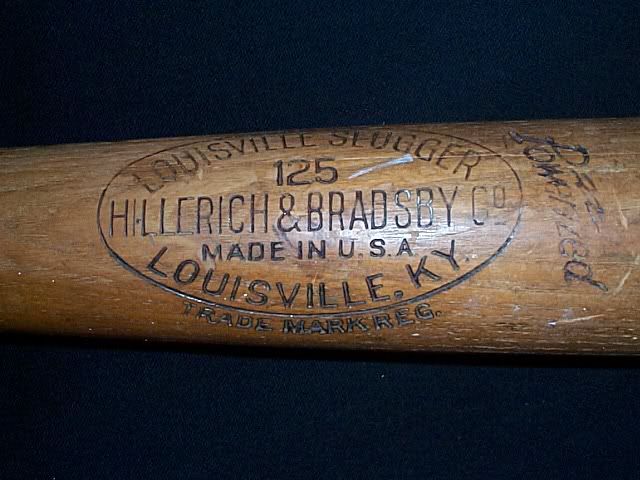 LOUISVILLE SLUGGER
125
HILLERICH & BRADSBY CO
MADE IN U.S.A.
LOUISVILLE, KY.
TRADE MARK REG.
POWERIZED